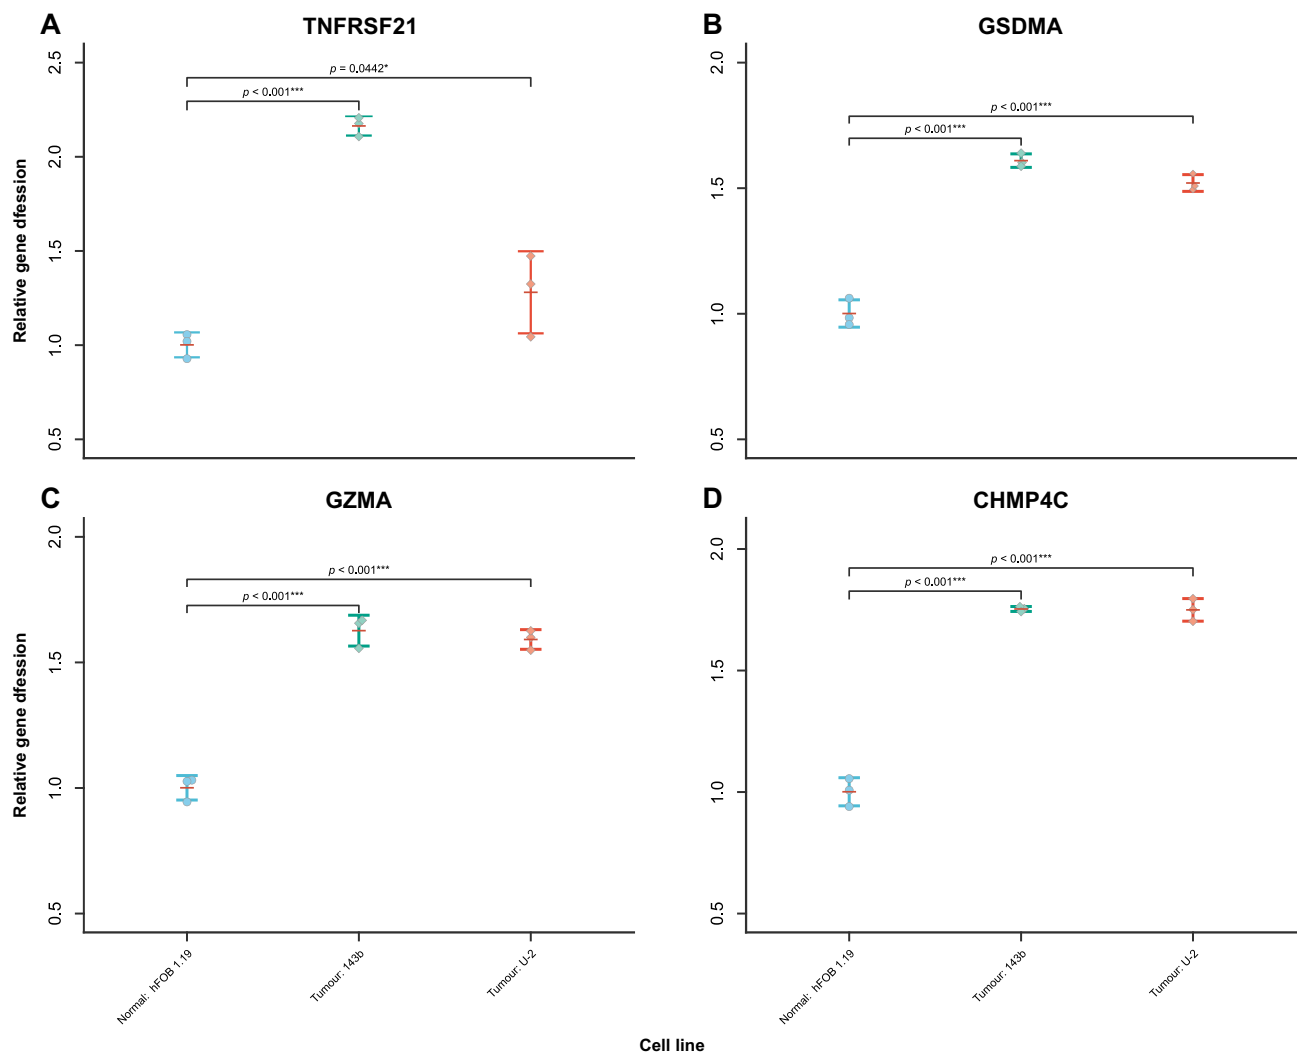 A
TNFRSF21
Relative gene dfession
2.5
2.0
1.5
1.0
0.5
p = 0.0442*
p < 0.001***
B
GSDMA
2.0
1.5
1.0
0.5
p < 0.001***
p < 0.001***
C
GZMA
Relative gene dfession
2.0
1.5
1.0
0.5
p < 0.001***
p < 0.001***
Normal: hFOB 1.19
Tumour: 143b
Tumour: U-2
D
CHMP4C
2.0
1.5
1.0
0.5
p < 0.001***
p < 0.001***
Normal: hFOB 1.19
Tumour: 143b
Tumour: U-2
Cell line